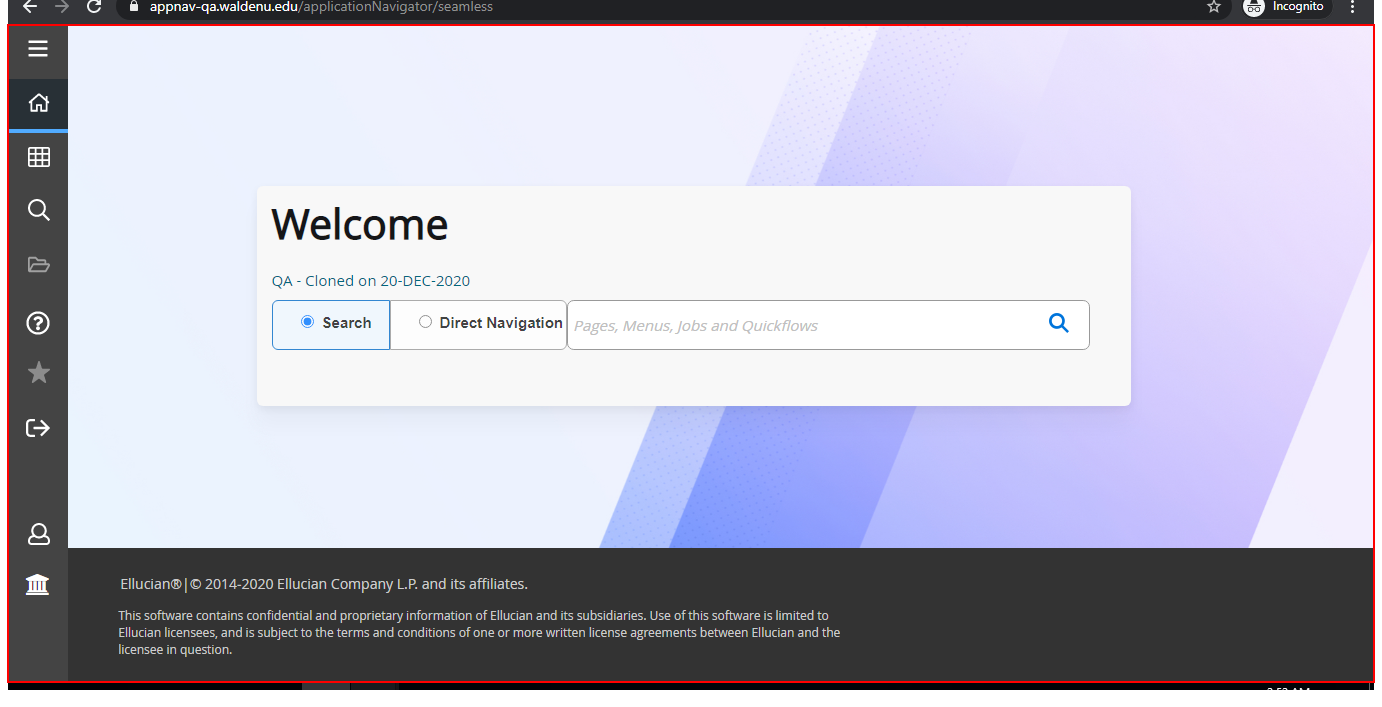 appnav-qa.waldenu.edu/applicationNavigator/seamless
Incognito
Welcome
QA - Cloned on 20-DEC-2020
Search
Direct Navigation
Pages, Menus, Jobs and Quickflows
Ellucian®|© 2014-2020 Ellucian Company L.P. and its affiliates.
This software contains confidential and proprietary information of Ellucian and its subsidiaries. Use of this software is limited to
Ellucian licensees, and is subject to the terms and conditions of one or more written license agreements between Ellucian and the
licensee in question.